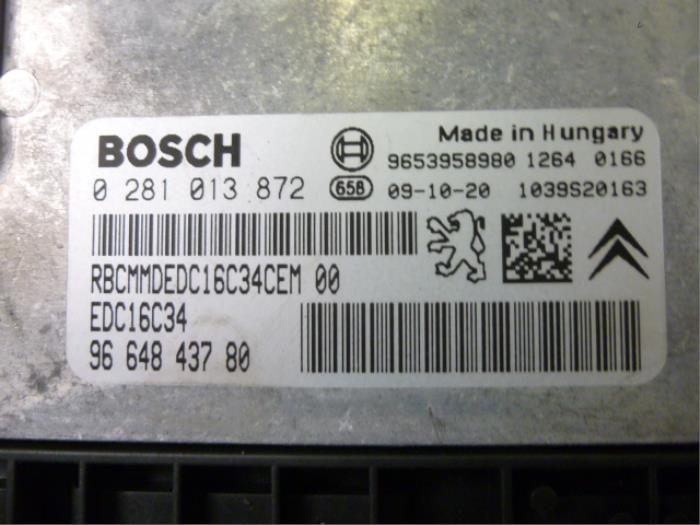 BOSCH
Made in Hungary
9653958980 1264 0166
0 281 013 872
658 09-10-20 1039S20163
RBCMMDEDC16C34CEM 00
EDC16C34
96 648 437 80